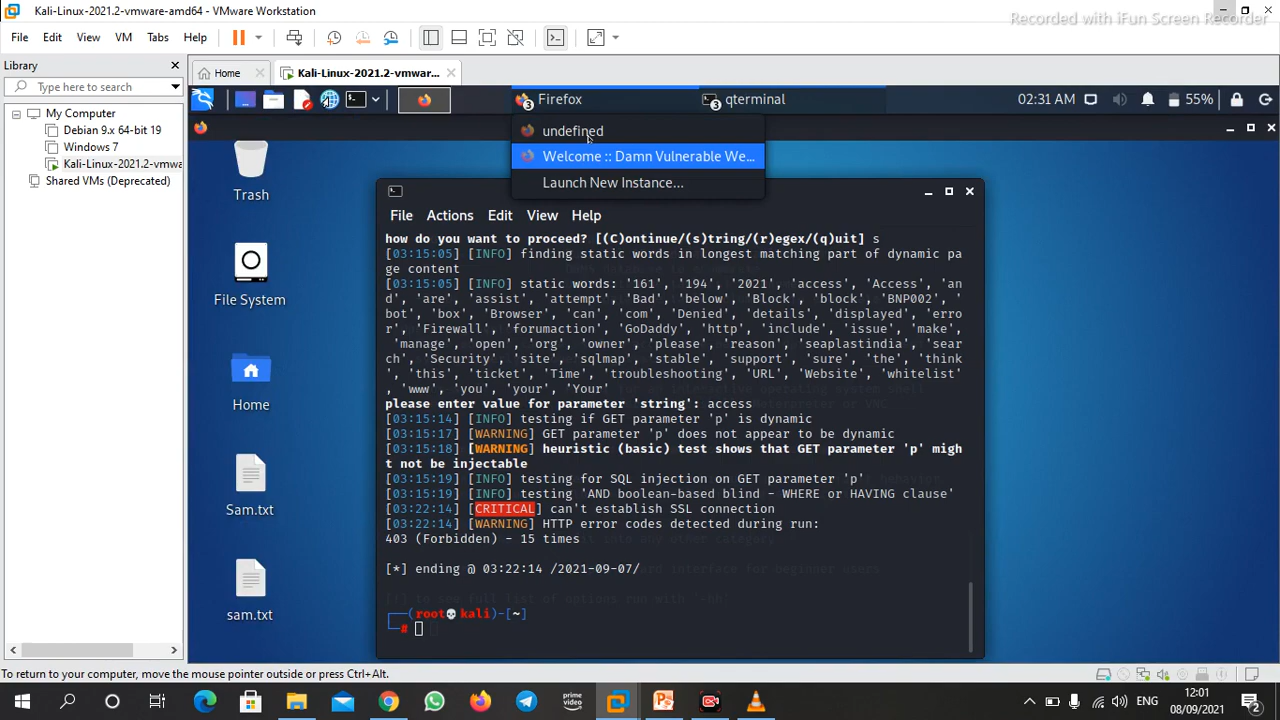 Kali-Linux-2021.2-vmware-amd64 - VMware Workstation
Recorded with iFun Screen Recorder
File Edit View VM Tabs Help
Library
Type here to search
My Computer
Debian 9.x 64-bit 19
Windows 7
Kali-Linux-2021.2-vmwa
Shared VMs (Deprecated)
Home
Kali-Linux-2021.2-vmwar...
3 Firefox
3 qterminal
02:31 AM
55%
undefined
Welcome :: Damn Vulnerable We...
Launch New Instance...
Trash
File System
Home
Sam.txt
sam.txt
File Actions Edit View Help
how do you want to proceed? [(C)ontinue/(s)tring/(r)egex/(q)uit] s
[03:15:05] [INFO] finding static words in longest matching part of dynamic pa
ge content
[03:15:05] [INFO] static words: '161', '194', '2021', 'access', 'Access', 'an
d', 'are', 'assist', 'attempt', 'Bad', 'below', 'Block', 'block', 'BNP002', '
bot', 'box', 'Browser', 'can', 'com', 'Denied', 'details', 'displayed', 'erro
r', 'Firewall', 'forumaction', 'GoDaddy', 'http', 'include', 'issue', 'make',
'manage', 'open', 'org', 'owner', 'please', 'reason', 'seaplastindia', 'sear
ch', 'Security', 'site', 'sqlmap', 'stable', 'support', 'sure', 'the', 'think
', 'this', 'ticket', 'Time', 'troubleshooting', 'URL', 'Website', 'whitelist'
, 'www', 'you', 'your', 'Your'
please enter value for parameter 'string': access
[03:15:14] [INFO] testing if GET parameter 'p' is dynamic
[03:15:17] [WARNING] GET parameter 'p' does not appear to be dynamic
[03:15:18] [WARNING] heuristic (basic) test shows that GET parameter 'p' migh
t not be injectable
[03:15:19] [INFO] testing for SQL injection on GET parameter 'p'
[03:15:19] [INFO] testing 'AND boolean-based blind - WHERE or HAVING clause'
[03:22:14] [CRITICAL] can't establish SSL connection
[03:22:14] [WARNING] HTTP error codes detected during run:
403 (Forbidden) - 15 times
[*] ending @ 03:22:14 /2021-09-07/
(root💀kali)-[~]
#
To return to your computer, move the mouse pointer outside or press Ctrl+Alt.
prime video
ENG
12:01
08/09/2021
2